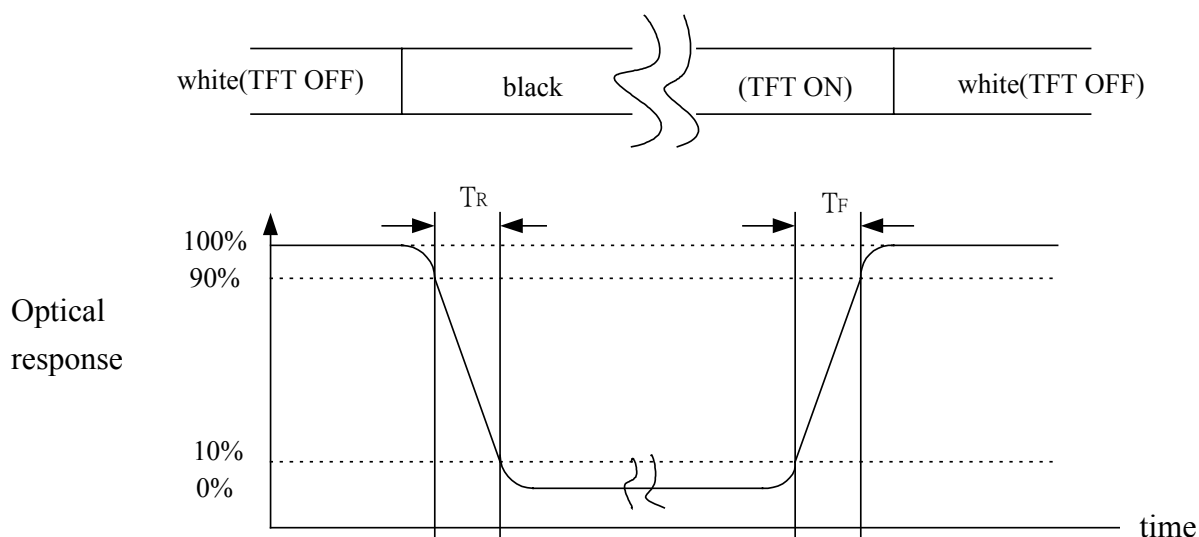 white(TFT OFF)
black
(TFT ON)
white(TFT OFF)
TR
TF
100%
90%
Optical
response
10%
0%
time